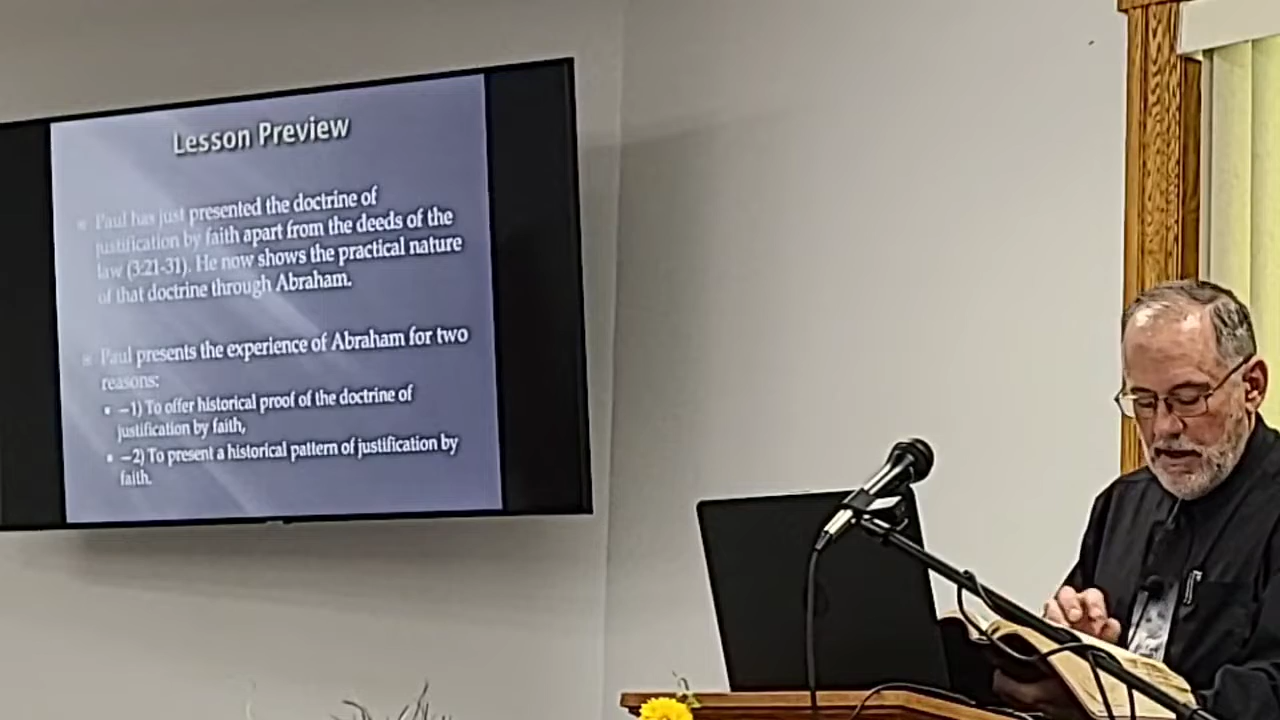 Lesson Preview
Paul has just presented the doctrine of
justification by faith apart from the deeds of the
law (3:21-31). He now shows the practical nature
of that doctrine through Abraham.
Paul presents the experience of Abraham for two
reasons:
–1) To offer historical proof of the doctrine of
justification by faith,
–2) To present a historical pattern of justification by
faith.